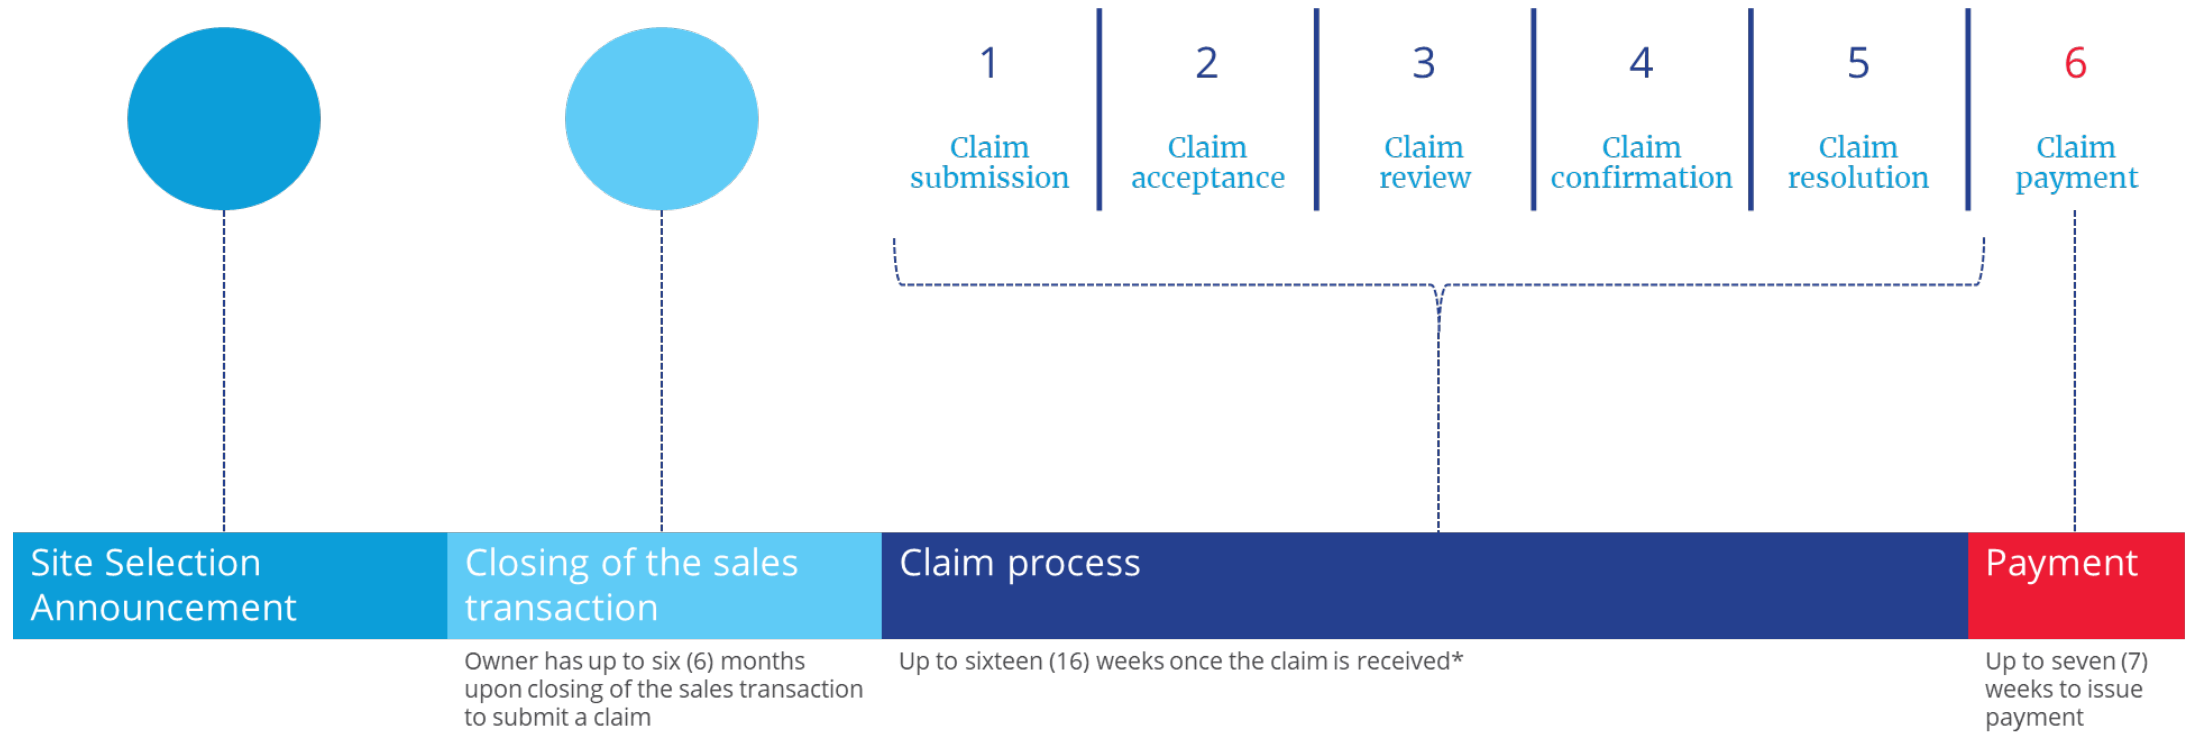 1
Claim
submission
2
Claim
acceptance
3
Claim
review
4
Claim
confirmation
5
Claim
resolution
6
Claim
payment
Site Selection
Announcement
Closing of the sales
transaction
Owner has up to six (6) months
upon closing of the sales transaction
to submit a claim
Claim process
Up to sixteen (16) weeks once the claim is received*
Payment
Up to seven (7)
weeks to issue
payment